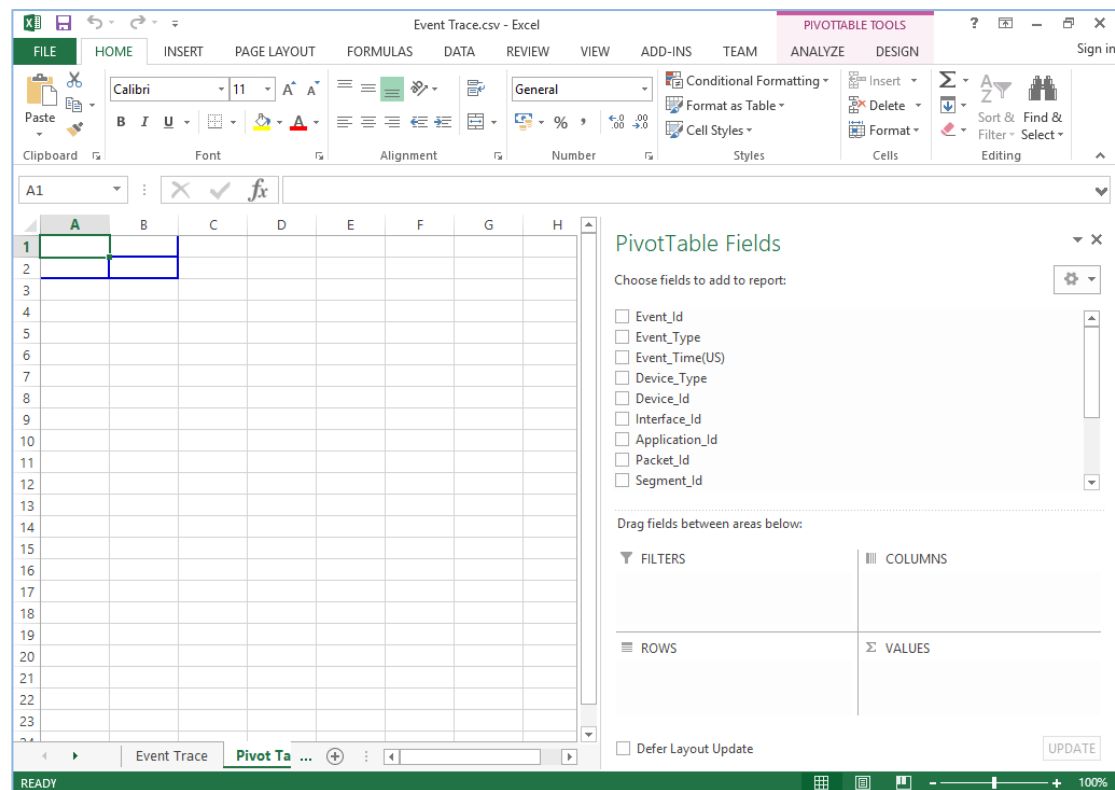 Event Trace.csv - Excel PIVOTTABLE TOOLS ?
FILE HOME INSERT PAGE LAYOUT FORMULAS DATA REVIEW VIEW ADD-INS TEAM ANALYZE DESIGN Sign in
Calibri 11 A A General Conditional Formatting Insert Σ A Z
Paste Format as Table Delete Sort & Find &
B I U A % , Cell Styles Format Filter Select
Clipboard Font Alignment Number Styles Cells Editing
A1 fx
A B C D E F G H
1
2
3
4
5
6
7
8
9
10
11
12
13
14
15
16
17
18
19
20
21
22
23
24
PivotTable Fields
Choose fields to add to report:
Event_Id
Event_Type
Event_Time(US)
Device_Type
Device_Id
Interface_Id
Application_Id
Packet_Id
Segment_Id
Drag fields between areas below:
FILTERS COLUMNS
ROWS Σ VALUES
Defer Layout Update UPDATE
Event Trace Pivot Ta ...
READY 100%